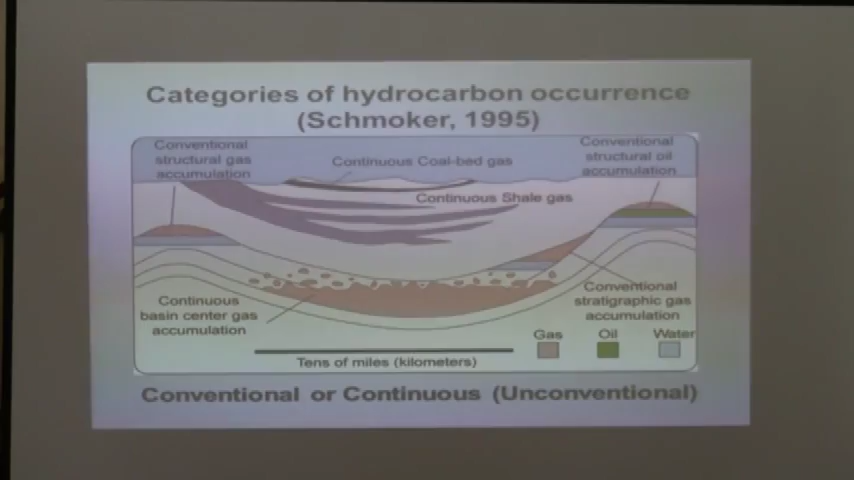 Categories of hydrocarbon occurrence
(Schmoker, 1995)
Conventional
structural gas
accumulation
Continuous Coal-bed gas
Conventional
structural oil
accumulation
Continuous Shale gas
Continuous
basin center gas
accumulation
Conventional
stratigraphic gas
accumulation
Gas Oil Water
Tens of miles (kilometers)
Conventional or Continuous (Unconventional)